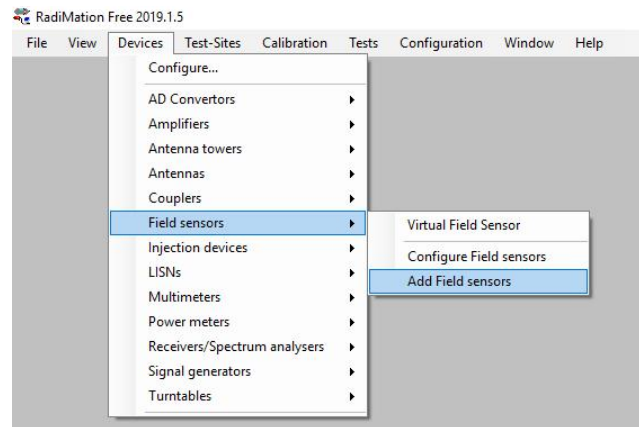 RadiMation Free 2019.1.5
File View Devices Test-Sites Calibration Tests Configuration Window Help
Configure...
AD Convertors
Amplifiers
Antenna towers
Antennas
Couplers
Field sensors
Injection devices
LISNs
Multimeters
Power meters
Receivers/Spectrum analysers
Signal generators
Turntables
Virtual Field Sensor
Configure Field sensors
Add Field sensors